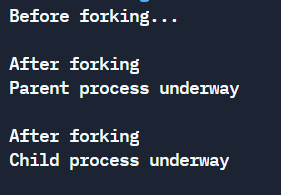 Before forking...
After forking
Parent process underway
After forking
Child process underway